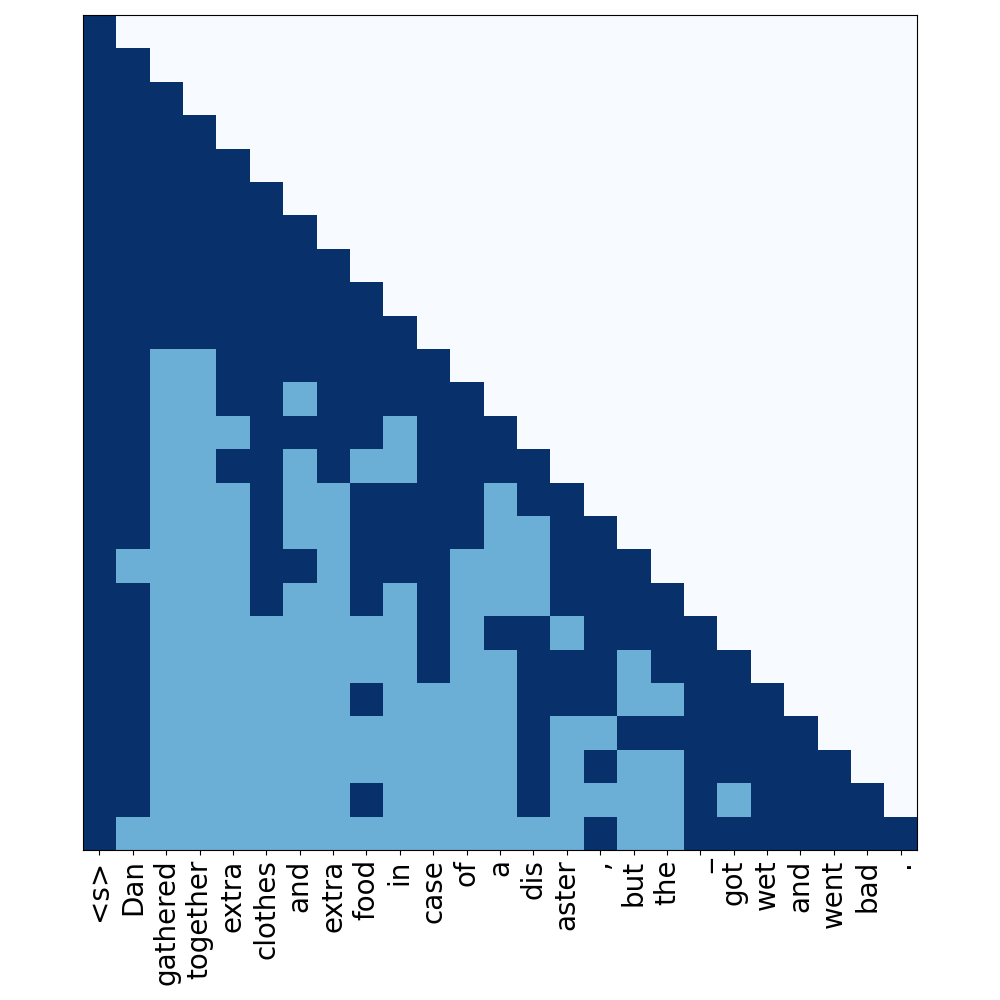 <s>
Dan
gathered
together
extra
clothes
and
extra
food
in
case
of
a
dis
aster
,
but
the
_
got
wet
and
went
bad
.